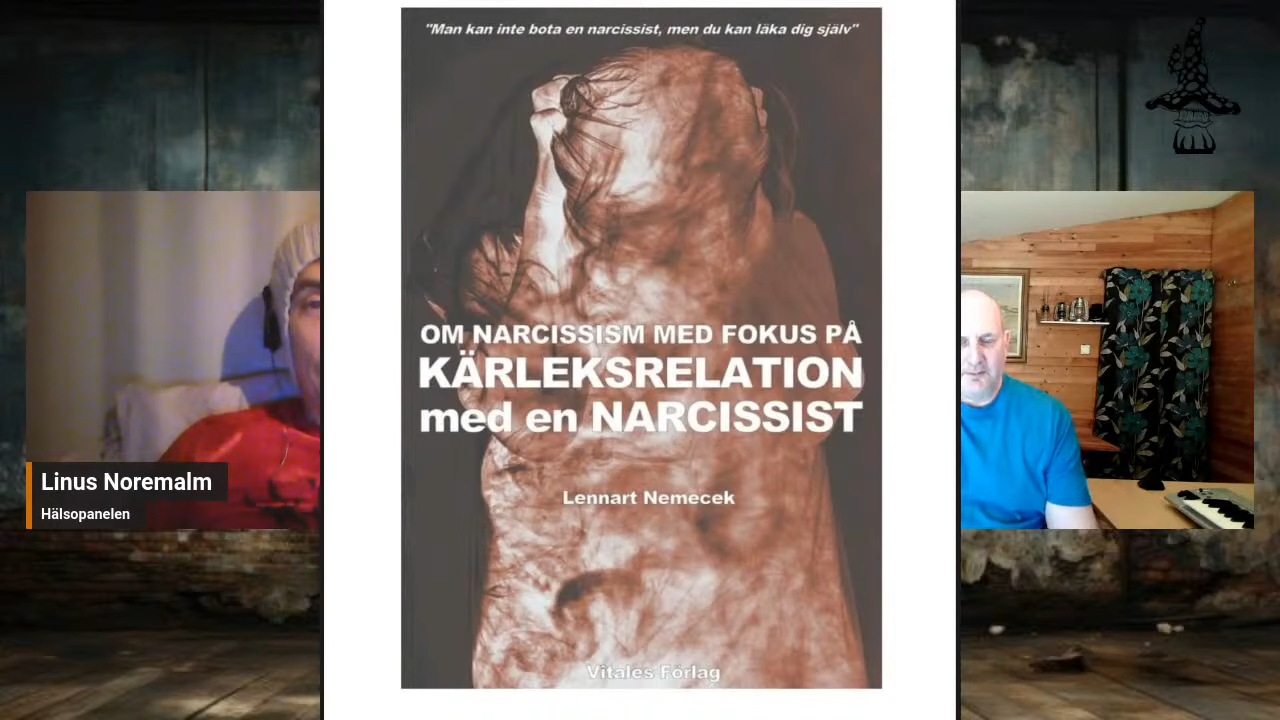 "Man kan inte bota en narcissist, men du kan läka dig själv"
OM NARCISSISM MED FOKUS PÅ
KÄRLEKSRELATION
med en NARCISSIST
Lennart Nemecek
Vitales Förlag
Linus Noremalm
Hälsopanelen